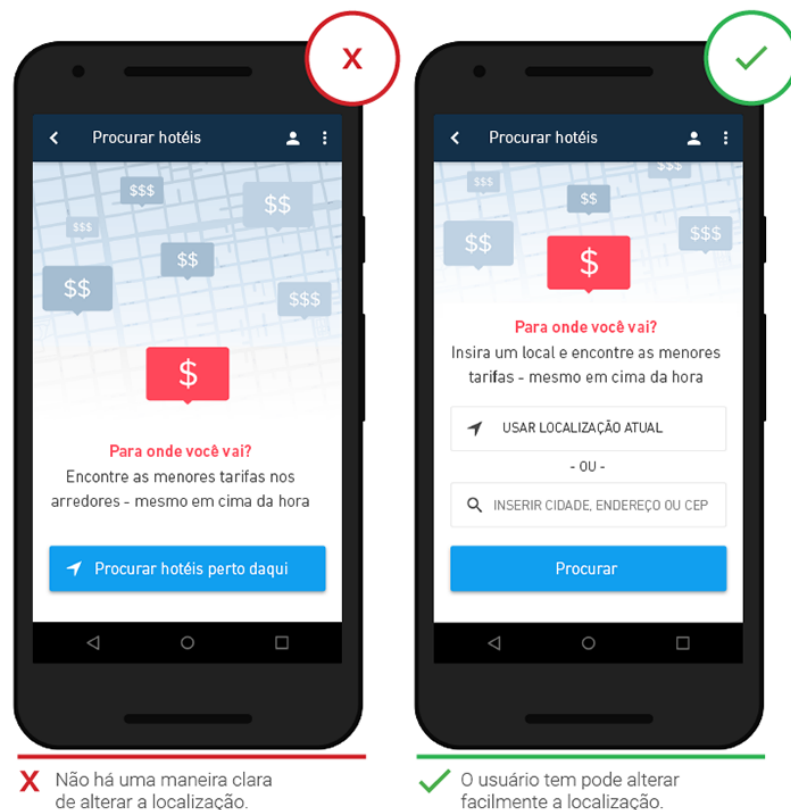 X
Procurar hotéis
$$$
$$
$$$
$$
$$
$$$
$
Para onde você vai?
Encontre as menores tarifas nos
arredores - mesmo em cima da hora
Procurar hotéis perto daqui
X Não há uma maneira clara
de alterar a localização.
Procurar hotéis
$$$
$$$
$$
$$
$$$
$
Para onde você vai?
Insira um local e encontre as menores
tarifas - mesmo em cima da hora
USAR LOCALIZAÇÃO ATUAL
- OU -
INSERIR CIDADE, ENDEREÇO OU CEP
Procurar
O usuário tem pode alterar
facilmente a localização.